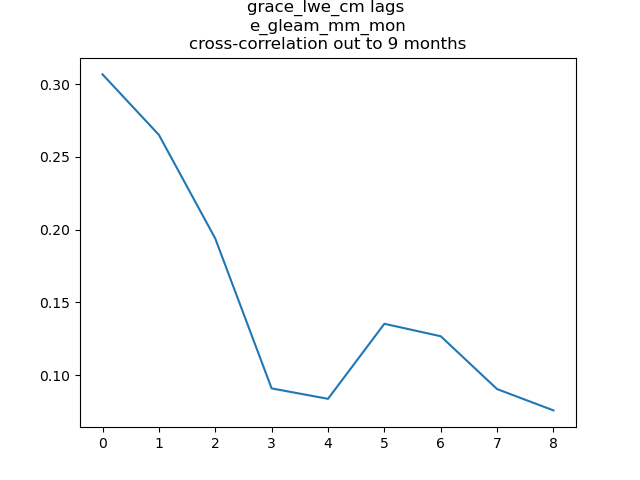 grace_lwe_cm lags
e_gleam_mm_mon
cross-correlation out to 9 months
0.30
0.25
0.20
0.15
0.10
0 1 2 3 4 5 6 7 8